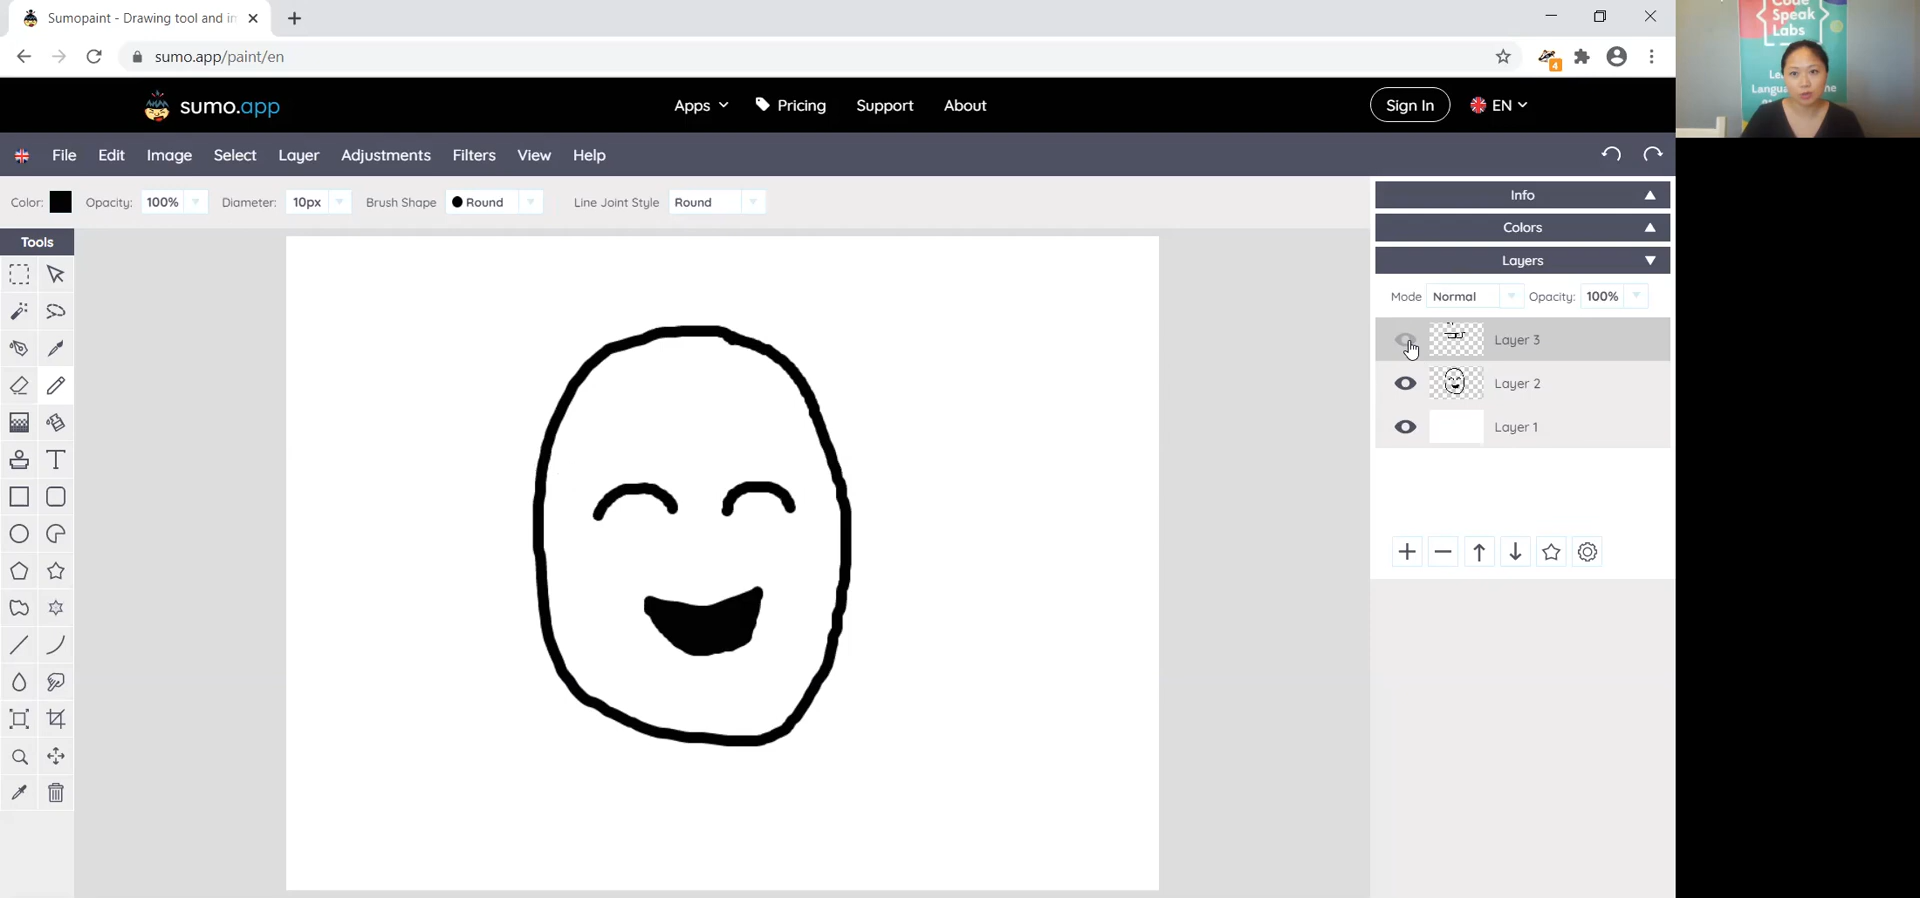 Sumopaint - Drawing tool and in
sumo.app/paint/en
4
sumo.app
Apps
Pricing
Support
About
Sign In
EN
File
Edit
Image
Select
Layer
Adjustments
Filters
View
Help
Color:
Opacity:
100%
Diameter:
10px
Brush Shape
Round
Line Joint Style
Round
Tools
Info
Colors
Layers
Mode
Normal
Opacity:
100%
Layer 3
Layer 2
Layer 1
Code
Speak
Labs